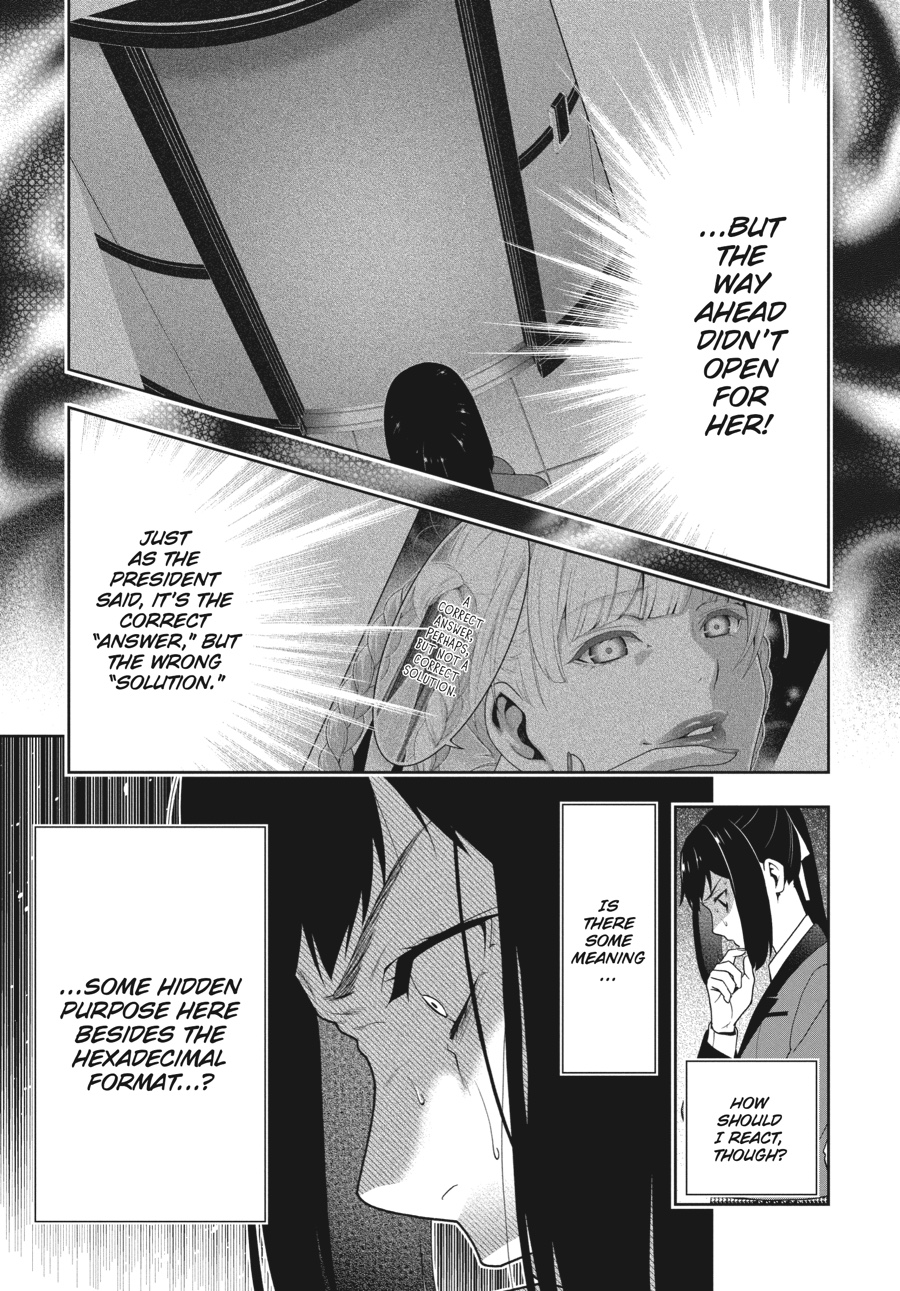 ...BUT
THE
WAY
AHEAD
DIDN'T
OPEN
FOR
HER!
JUST
AS THE
PRESIDENT
SAID, IT'S THE
CORRECT
"ANSWER," BUT
THE WRONG
"SOLUTION."
A
CORRECT
ANSWER,
PERHAPS,
BUT NOT A
CORRECT
SOLUTION.
HOW
SHOULD
I REACT,
THOUGH?
IS
THERE
SOME
MEANING
...
...SOME HIDDEN
PURPOSE HERE
BESIDES THE
HEXADECIMAL
FORMAT...?